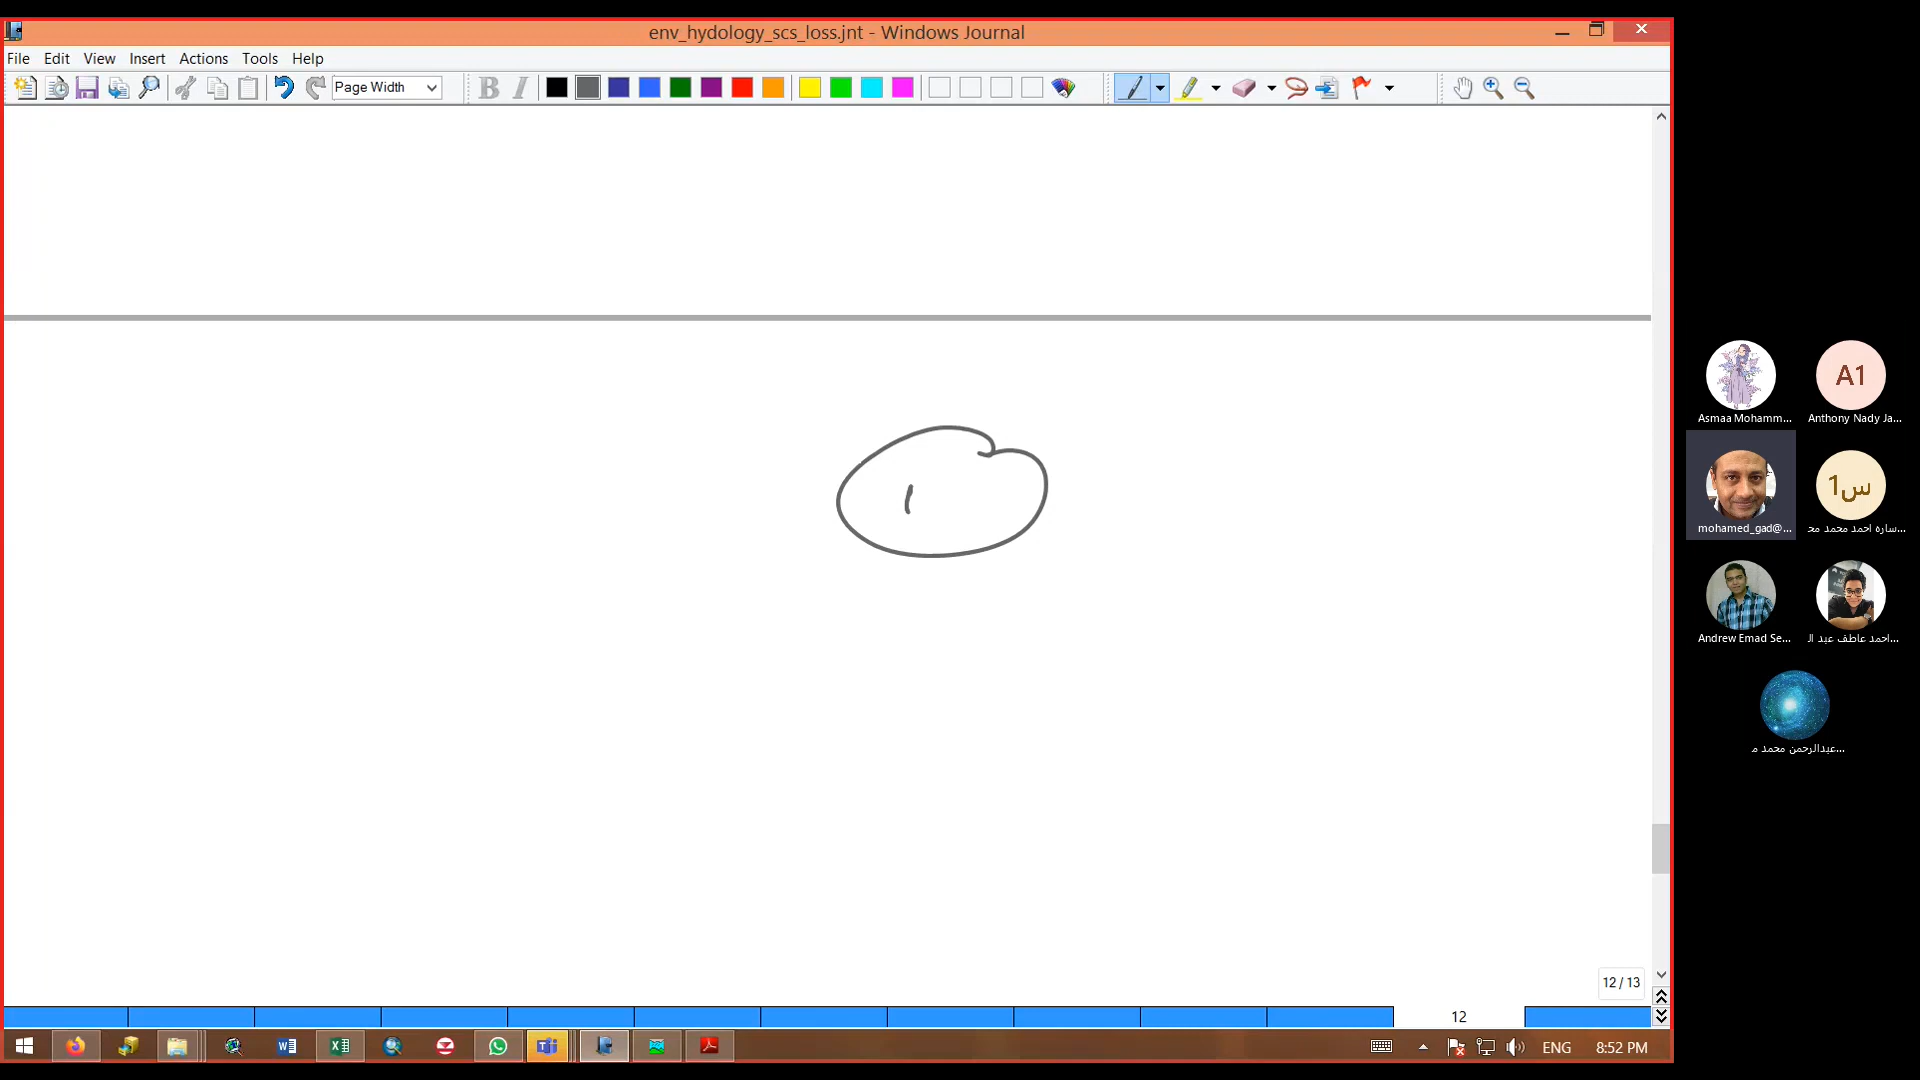 env_hydology_scs_loss.jnt - Windows Journal
File Edit View Insert Actions Tools Help
Page Width
B I
A1
Asmaa Mohamm...
Anthony Nady Ja...
س1
mohamed_gad@...
ساره احمد محمد مح...
Andrew Emad Se...
احمد عاطف عبد ال...
عبدالرحمن محمد م...
12 / 13
12
ENG
8:52 PM